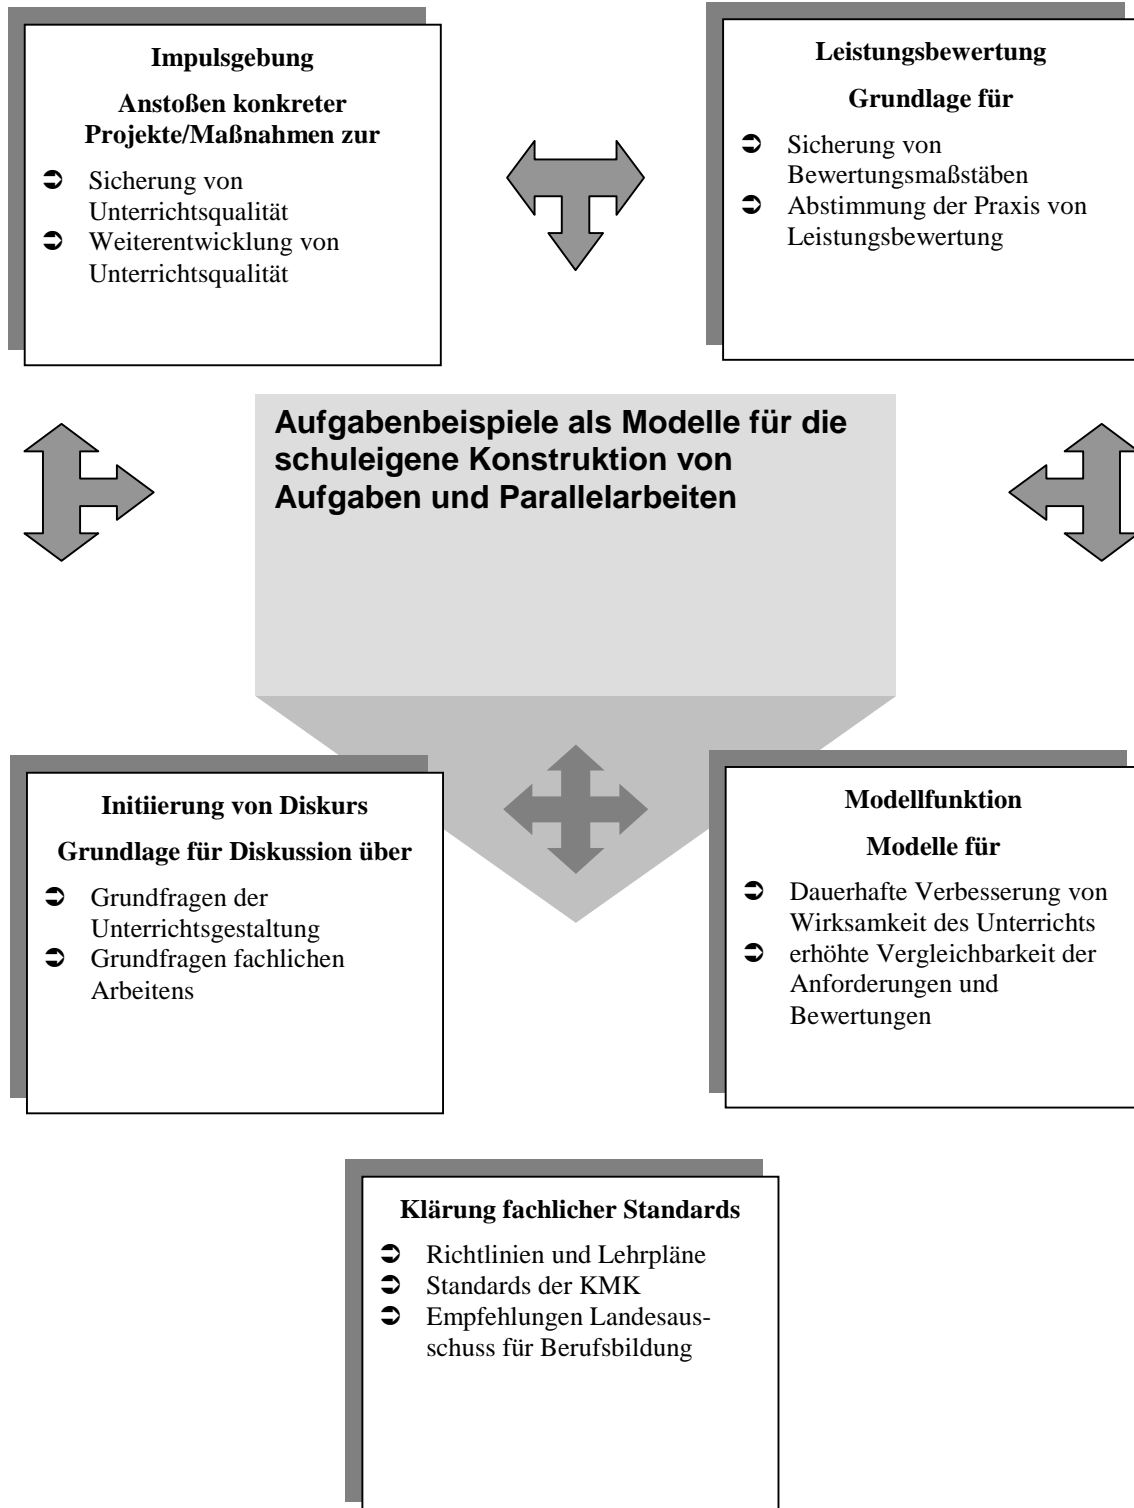 Impulsgebung
Anstoßen konkreter
Projekte/Maßnahmen zur
➲ Sicherung von
Unterrichtsqualität
➲ Weiterentwicklung von
Unterrichtsqualität
Leistungsbewertung
Grundlage für
➲ Sicherung von
Bewertungsmaßstäben
➲ Abstimmung der Praxis von
Leistungsbewertung
Aufgabenbeispiele als Modelle für die
schuleigene Konstruktion von
Aufgaben und Parallelarbeiten
Initiierung von Diskurs
Grundlage für Diskussion über
➲ Grundfragen der
Unterrichtsgestaltung
➲ Grundfragen fachlichen
Arbeitens
Modellfunktion
Modelle für
➲ Dauerhafte Verbesserung von
Wirksamkeit des Unterrichts
➲ erhöhte Vergleichbarkeit der
Anforderungen und
Bewertungen
Klärung fachlicher Standards
➲ Richtlinien und Lehrpläne
➲ Standards der KMK
➲ Empfehlungen Landesaus-
schuss für Berufsbildung